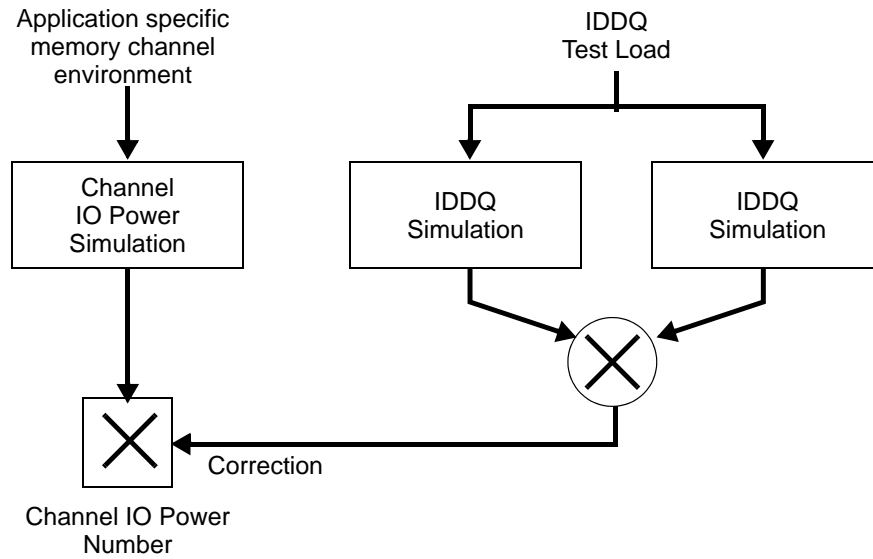 Application specific
memory channel
environment
IDDQ
Test Load
Channel
IO Power
Simulation
IDDQ
Simulation
IDDQ
Simulation
Correction
Channel IO Power
Number